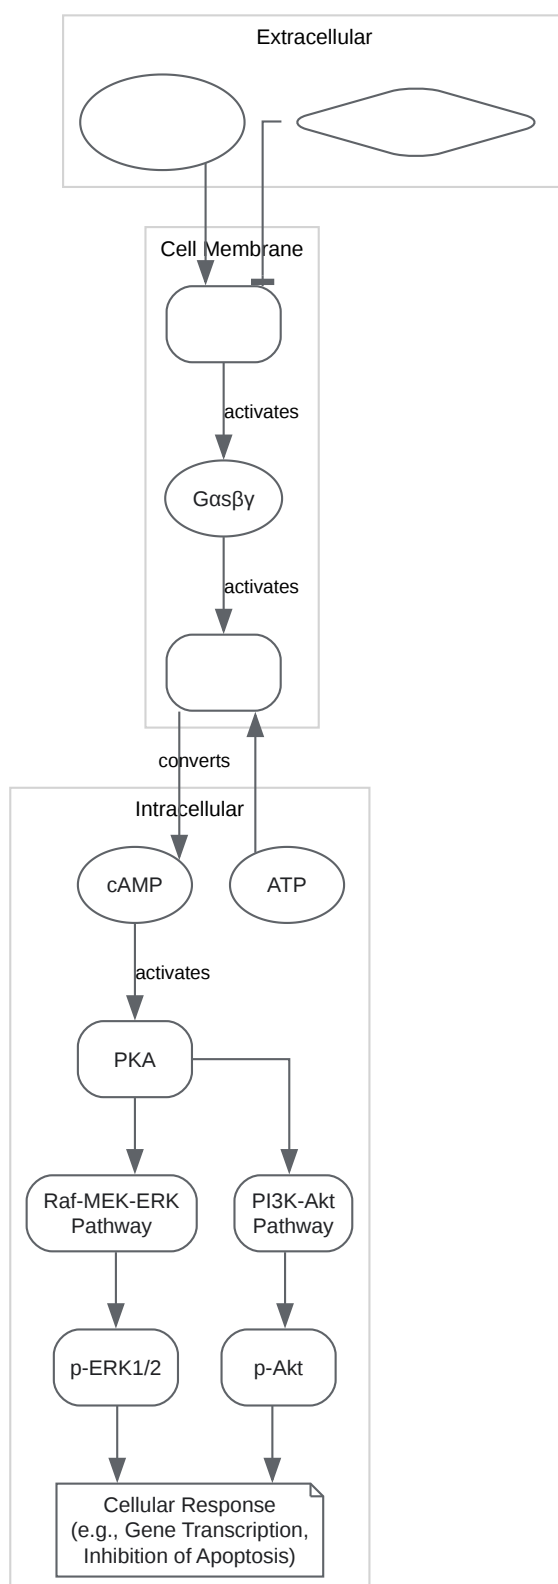 Extracellular
Cell Membrane
activates
Gαsβγ
activates
converts
Intracellular
cAMP
ATP
activates
PKA
Raf-MEK-ERK
Pathway
PI3K-Akt
Pathway
p-ERK1/2
p-Akt
Cellular Response
(e.g., Gene Transcription,
Inhibition of Apoptosis)